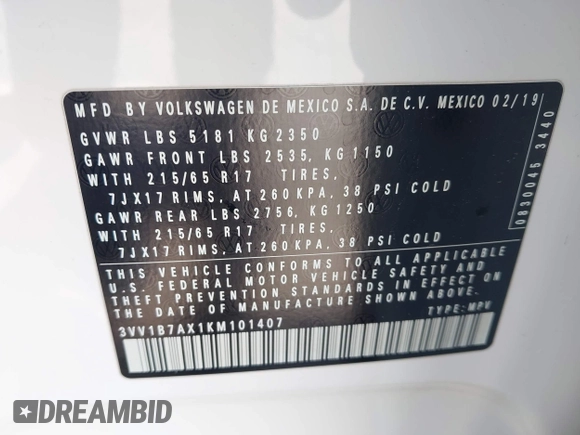 MFD BY VOLKSWAGEN DE MEXICO S.A. DE C.V. MEXICO 02/19
GVWR LBS 5181 KG 2350
GAWR FRONT LBS 2535, KG 1150
WITH 215/65 R17 TIRES,
7JX17 RIMS, AT 260 KPA, 38 PSI COLD
GAWR REAR LBS 2756, KG 1250
WITH 215/65 R17 TIRES,
7JX17 RIMS, AT 260 KPA, 38 PSI COLD
THIS VEHICLE CONFORMS TO ALL APPLICABLE
U.S. FEDERAL MOTOR VEHICLE SAFETY AND
THEFT PREVENTION STANDARDS IN EFFECT ON
THE DATE OF MANUFACTURE SHOWN ABOVE.
3VV1B7AX1KM101407 TYPE: MPV
0830045 3440
DREAMBID